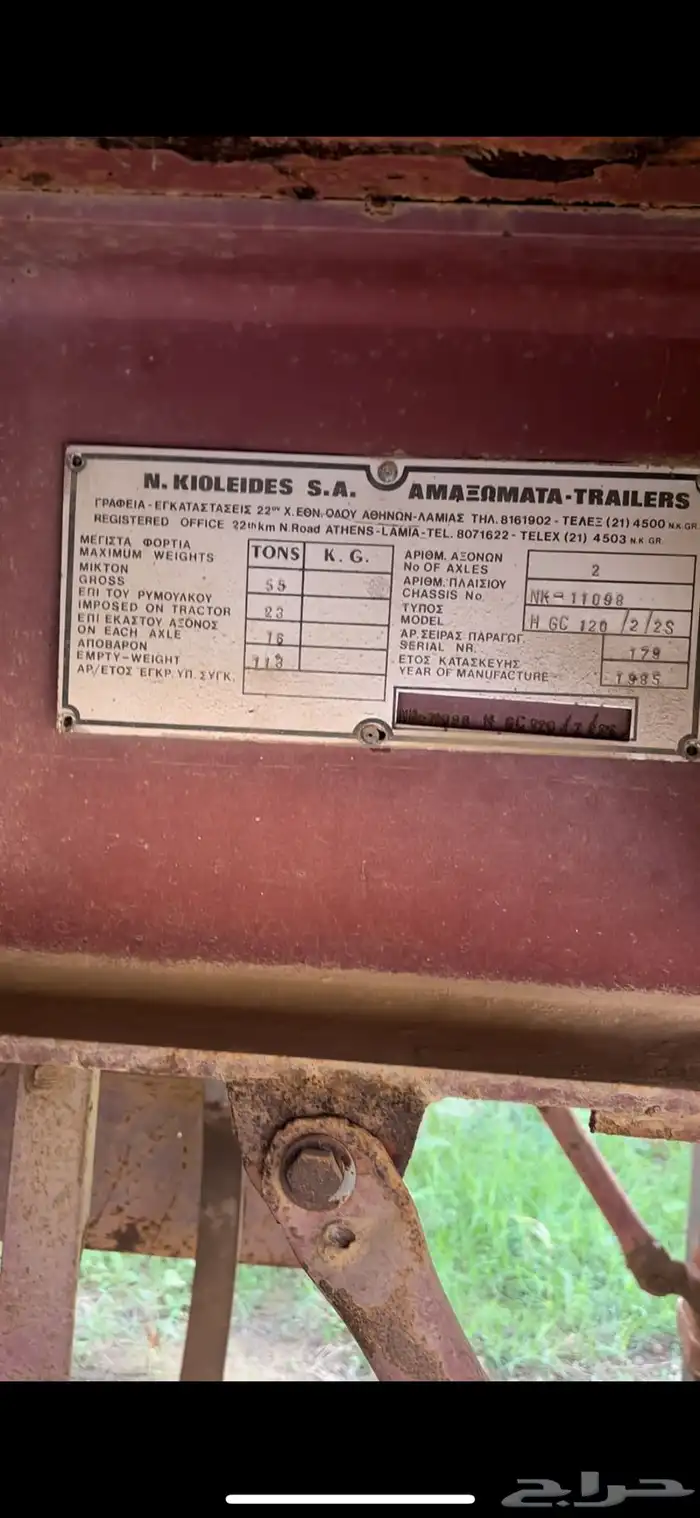 N. KIOLEIDES S.A. ΑΜΑΞΩΜΑΤΑ-TRAILERS
ΓΡΑΦΕΙΑ - ΕΓΚΑΤΑΣΤΑΣΕΙΣ 22ον Χ. ΕΘΝ. ΟΔΟΥ ΑΘΗΝΩΝ-ΛΑΜΙΑΣ ΤΗΛ. 8161902 - ΤΕΛΕΞ (21) 4500 N.K GR.
REGISTERED OFFICE 22th km N.Road ATHENS-LAMIA-TEL. 8071622 - TELEX (21) 4503 N.K GR.
ΜΕΓΙΣΤΑ ΦΟΡΤΙΑ
MAXIMUM WEIGHTS TONS K. G.
ΜΙΚΤΟΝ
GROSS 55
ΕΠΙ ΤΟΥ ΡΥΜΟΥΛΚΟΥ
IMPOSED ON TRACTOR 23
ΕΠΙ ΕΚΑΣΤΟΥ ΑΞΟΝΟΣ
ON EACH AXLE 16
ΑΠΟΒΑΡΟΝ
EMPTY-WEIGHT
ΑΡ/ΕΤΟΣ ΕΓΚΡ. ΥΠ. ΣΥΓΚ.
ΑΡΙΘΜ. ΑΞΟΝΩΝ
No OF AXLES 2
ΑΡΙΘΜ. ΠΛΑΙΣΙΟΥ
CHASSIS No. NK-11098
ΤΥΠΟΣ
MODEL H GC 120 /2/2S
ΑΡ. ΣΕΙΡΑΣ ΠΑΡΑΓΩΓ.
SERIAL NR. 179
ΕΤΟΣ ΚΑΤΑΣΚΕΥΗΣ
YEAR OF MANUFACTURE 1985
حراج